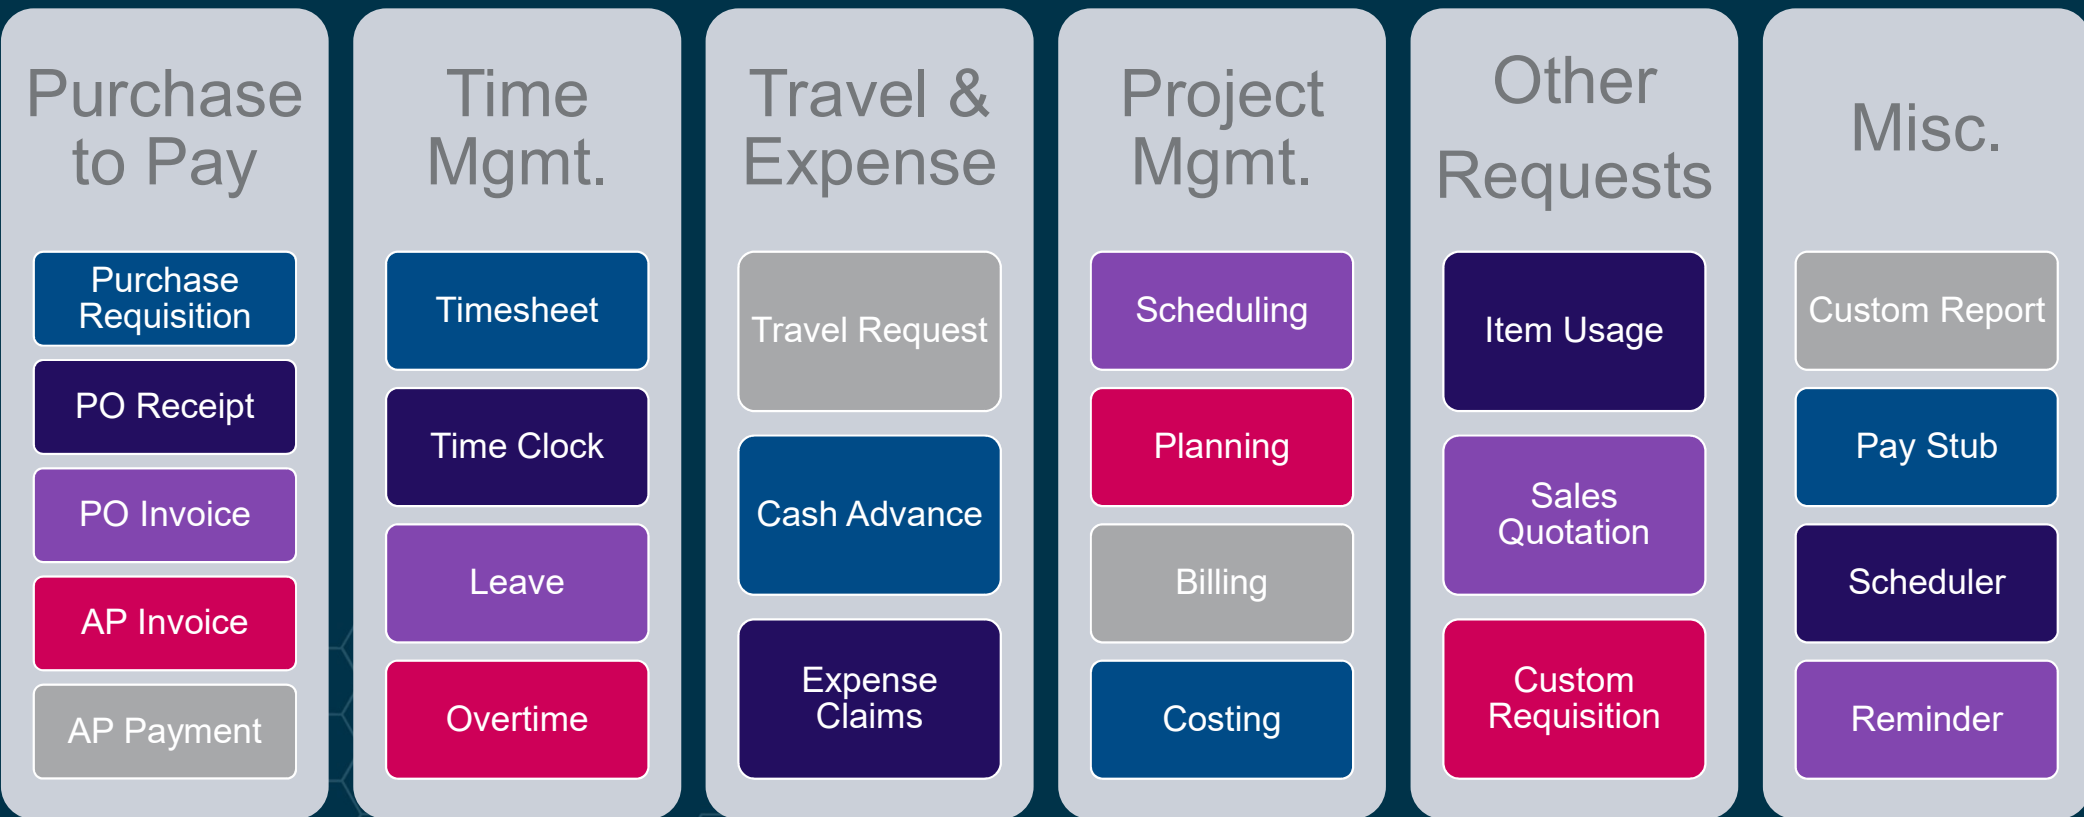 Purchase
to Pay
Purchase
Requisition
PO Receipt
PO Invoice
AP Invoice
AP Payment
Time
Mgmt.
Timesheet
Time Clock
Leave
Overtime
Travel &
Expense
Travel Request
Cash Advance
Expense
Claims
Project
Mgmt.
Scheduling
Planning
Billing
Costing
Other
Requests
Item Usage
Sales
Quotation
Custom
Requisition
Misc.
Custom Report
Pay Stub
Scheduler
Reminder